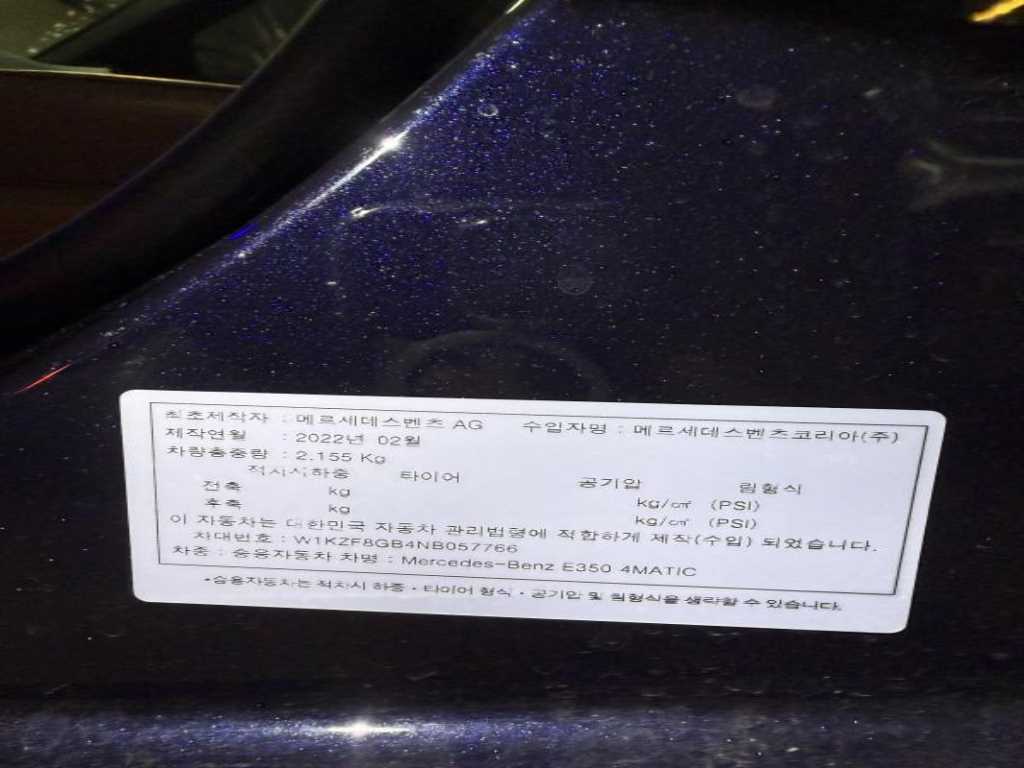 최초제작자 : 메르세데스벤츠 AG 수입자명 : 메르세데스벤츠코리아(주)
제작연월 : 2022년 02월
차량총중량 : 2.155 Kg
적차시하중 타이어 공기압 림형식
전축 kg kg/㎠ (PSI)
후축 kg kg/㎠ (PSI)
이 자동차는 대한민국 자동차 관리법령에 적합하게 제작(수입) 되었습니다.
차대번호 : W1KZF8GB4NB057766
차종 : 승용자동차 차명 : Mercedes-Benz E350 4MATIC
•승용자동차는 적차시 하중·타이어 형식·공기압 및 림형식을 생략할 수 있습니다.